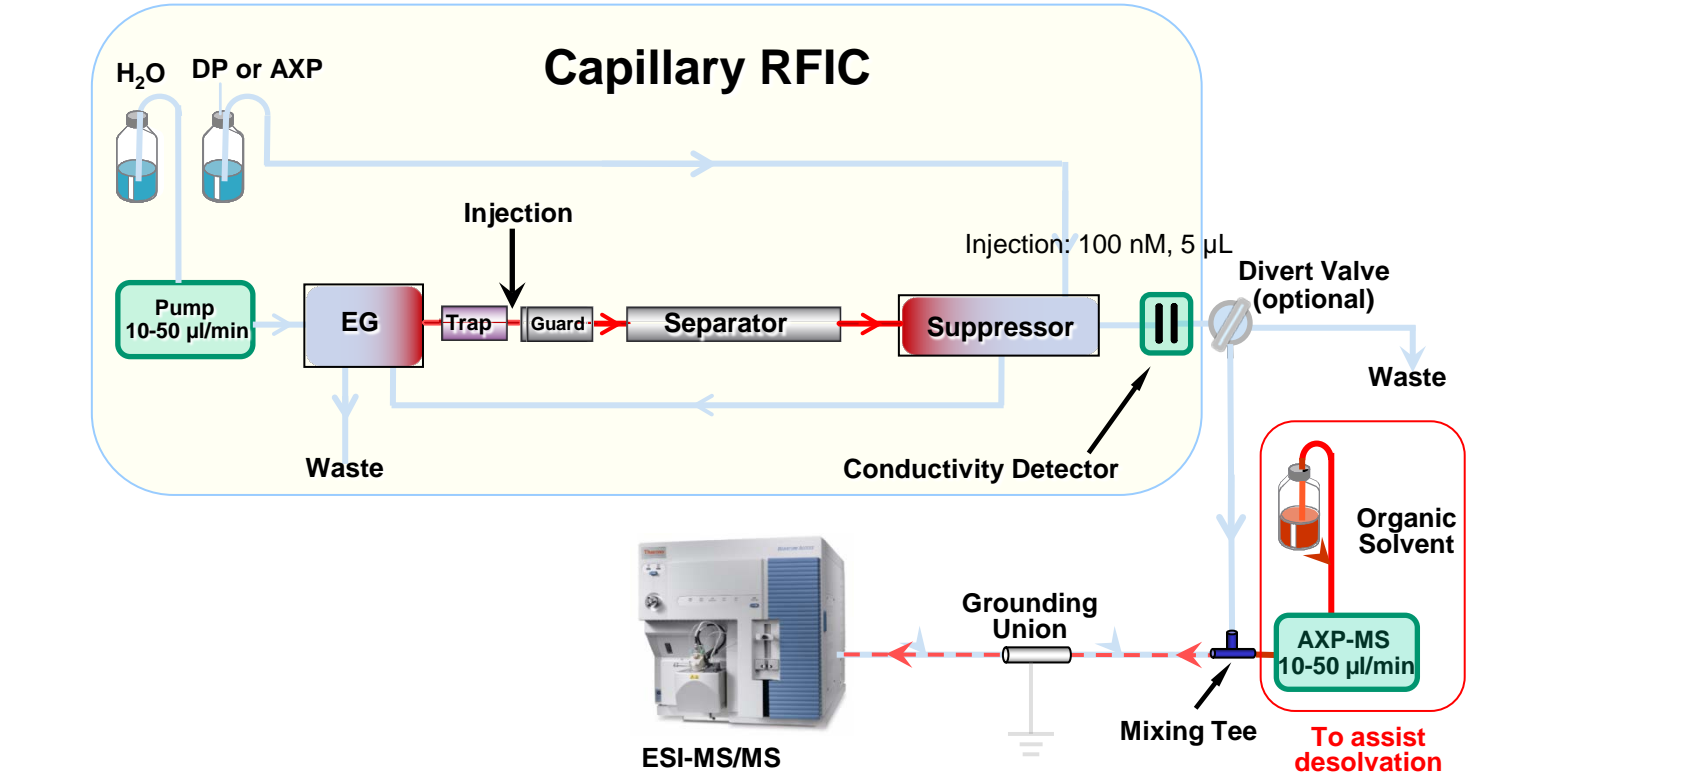 Capillary RFIC
H₂O
DP or AXP
Injection
Injection: 100 nM, 5 µL
Divert Valve
(optional)
Pump
10-50 µl/min
EG
Trap
Guard
Separator
Suppressor
Waste
Waste
Conductivity Detector
Organic
Solvent
Grounding
Union
AXP-MS
10-50 µl/min
Mixing Tee
To assist
desolvation
ESI-MS/MS